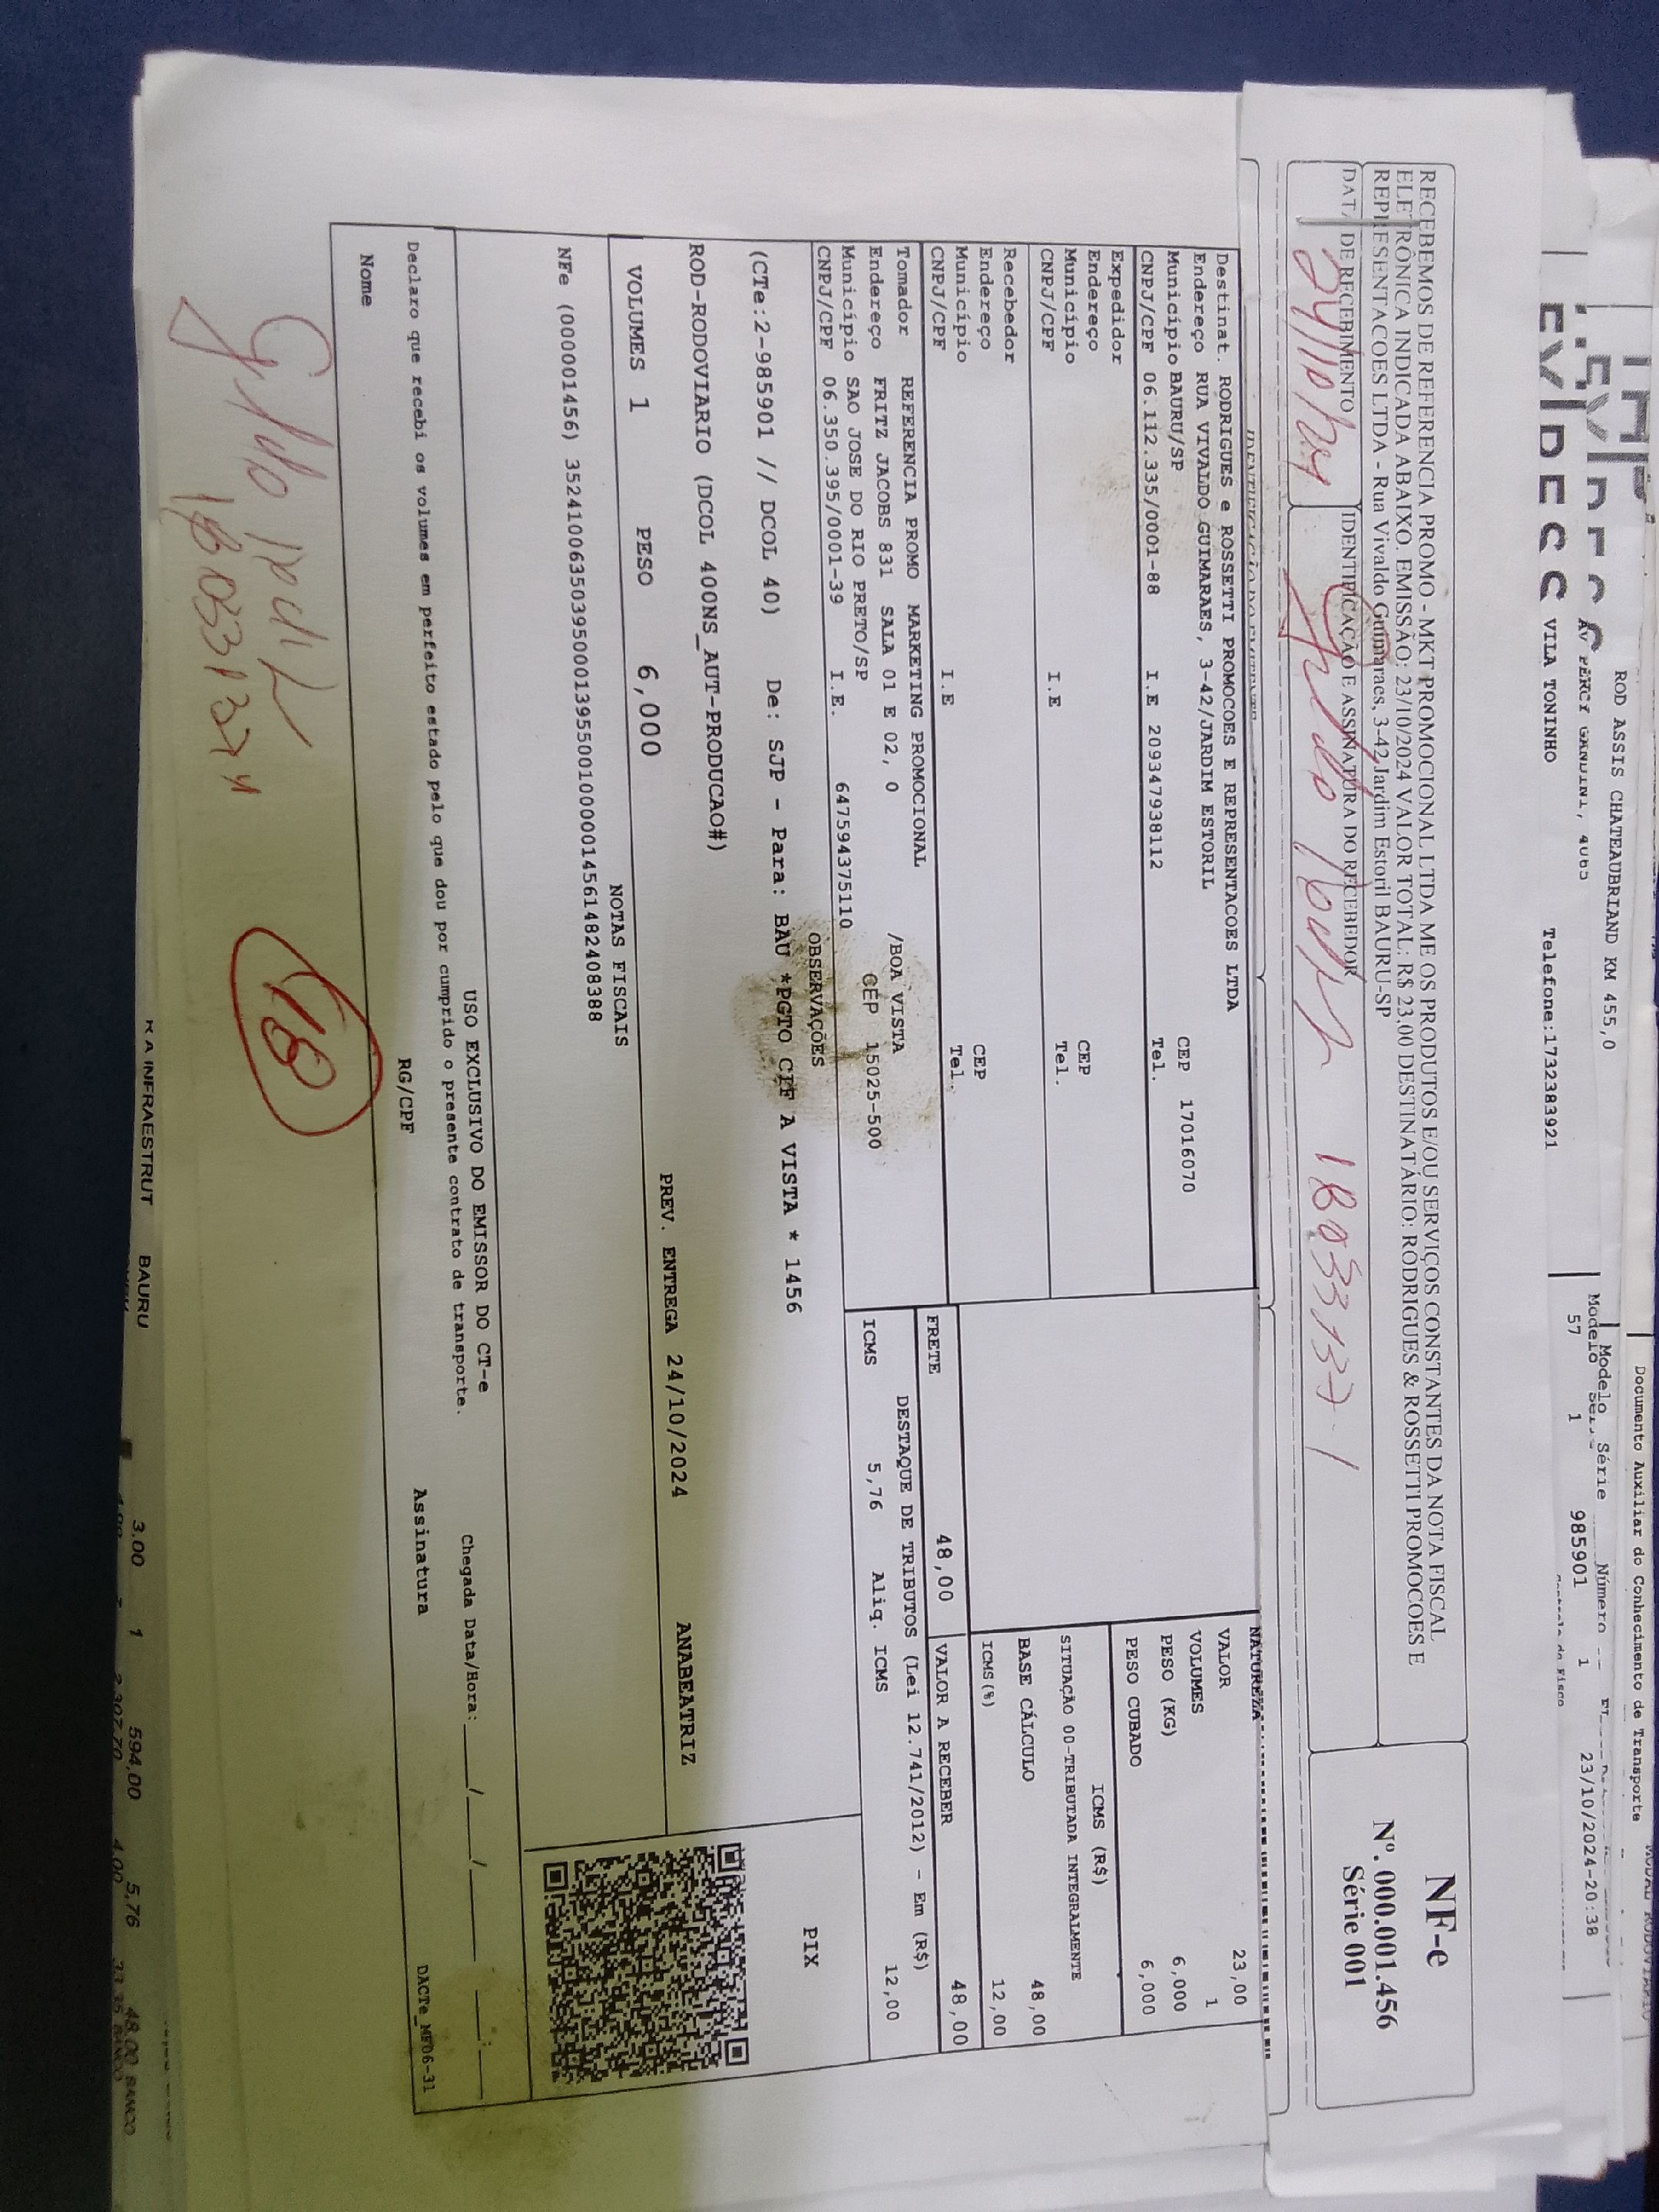 Documento Auxiliar do Conhecimento de Transporte
ROD ASSIS CHATEAUBRIAND KM 455,0
Modelo Série Número
VILA TONINHO Telefone:1732383921
57 1 985901 1 23/10/2024-20:38
RECEBEMOS DE REFERENCIA PROMO - MKT PROMOCIONAL LTDA ME OS PRODUTOS E/OU SERVIÇOS CONSTANTES DA NOTA FISCAL
ELETRÔNICA INDICADA ABAIXO. EMISSÃO: 23/10/2024 VALOR TOTAL: R$ 23,00 DESTINATÁRIO: RODRIGUES & ROSSETTI PROMOCOES E
REPRESENTACOES LTDA - Rua Vivaldo Guimaraes, 3-42 Jardim Estoril BAURU-SP
NF-e
Nº. 000.001.456
Série 001
DATA DE RECEBIMENTO
IDENTIFICAÇÃO E ASSINATURA DO RECEBEDOR
24/10/24 18033137-1
NATUREZA
Destinat. RODRIGUES e ROSSETTI PROMOCOES E REPRESENTACOES LTDA
Endereço RUA VIVALDO GUIMARAES, 3-42/JARDIM ESTORIL
Município BAURU/SP CEP 17016070
CNPJ/CPF 06.112.335/0001-88 I.E 209347938112 Tel.
VALOR 23,00
VOLUMES 1
PESO (KG) 6,000
PESO CUBADO 6,000
Expedidor
Endereço
Município CEP
CNPJ/CPF I.E Tel.
ICMS (R$)
SITUAÇÃO 00-TRIBUTADA INTEGRALMENTE
BASE CÁLCULO 48,00
ICMS(%) 12,00
Recebedor
Endereço
Município CEP
CNPJ/CPF I.E Tel.
FRETE 48,00 VALOR A RECEBER 48,00
Tomador REFERENCIA PROMO MARKETING PROMOCIONAL
Endereço FRITZ JACOBS 831 SALA 01 E 02, 0 /BOA VISTA
Município SAO JOSE DO RIO PRETO/SP CEP 15025-500
CNPJ/CPF 06.350.395/0001-39 I.E. 647594375110
DESTAQUE DE TRIBUTOS (Lei 12.741/2012) - Em (R$)
ICMS 5,76 Aliq. ICMS 12,00
OBSERVAÇÕES
PIX
(CTe:2-985901 // DCOL 40) De: SJP - Para: BAU *PGTO CIF A VISTA * 1456
ROD-RODOVIARIO (DCOL 400NS_AUT-PRODUCAO#)
VOLUMES 1 PESO 6,000 PREV. ENTREGA 24/10/2024 ANABEATRIZ
NOTAS FISCAIS
NFe (000001456) 35241006350395000139550010000014561482408388
USO EXCLUSIVO DO EMISSOR DO CT-e
Declaro que recebi os volumes em perfeito estado pelo que dou por cumprido o presente contrato de transporte.
Chegada Data/Hora: ___/___/___ ___:___
Nome RG/CPF Assinatura DACTe_MF06-31
18033137-1
18
K A INFRAESTRUT BAURU 3.00 1 594,00 5,76 48,00 BANCO